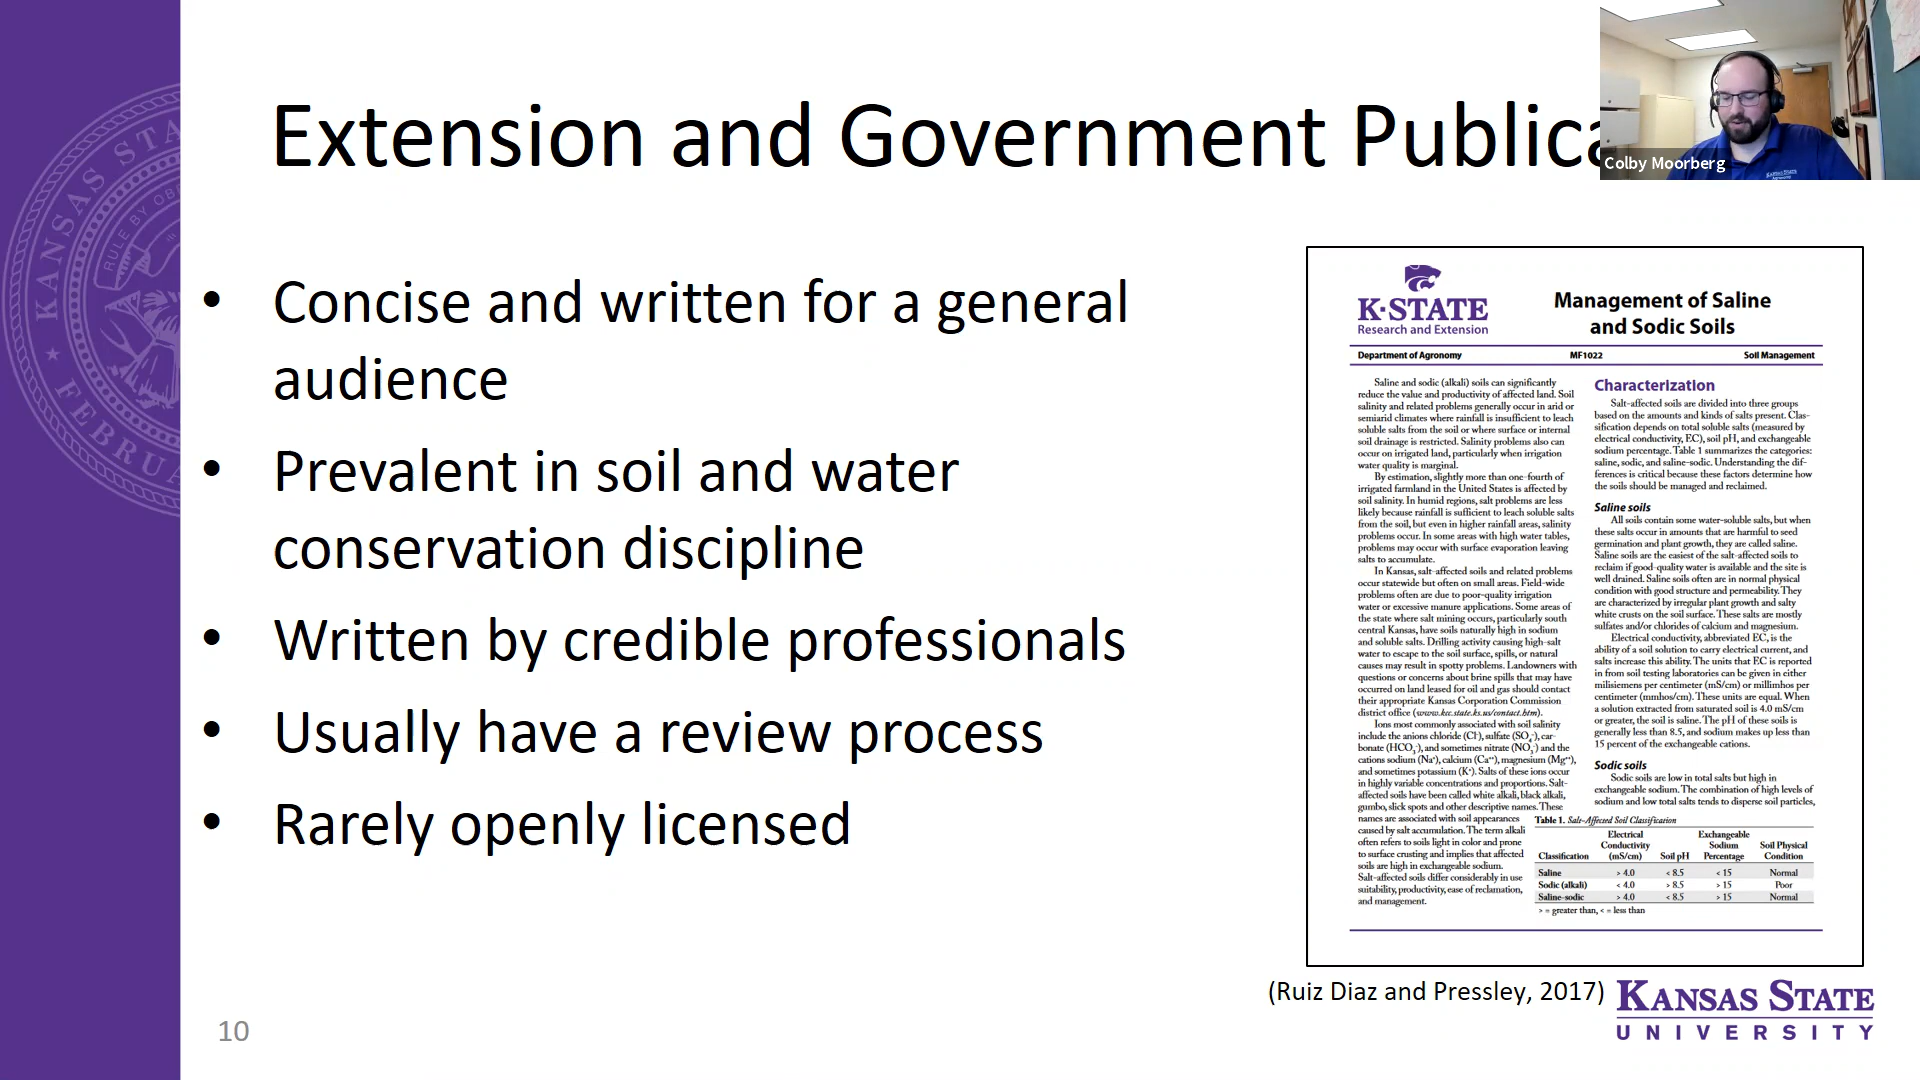 Extension and Government Publica
Colby Moorberg
• Concise and written for a general
audience
• Prevalent in soil and water
conservation discipline
• Written by credible professionals
• Usually have a review process
• Rarely openly licensed
10
KANSAS STA
RULE BY OB
FEBRUA
K-STATE
Research and Extension
Management of Saline
and Sodic Soils
Department of Agronomy MF1022 Soil Management
Saline and sodic (alkali) soils can significantly
reduce the value and productivity of affected land. Soil
salinity and related problems generally occur in arid or
semiarid climates where rainfall is insufficient to leach
soluble salts from the soil or where surface or internal
soil drainage is restricted. Salinity problems also can
occur on irrigated land, particularly when irrigation
water quality is marginal.
By estimation, slightly more than one-fourth of
irrigated farmland in the United States is affected by
soil salinity. In humid regions, salt problems are less
likely because rainfall is sufficient to leach soluble salts
from the soil, but even in higher rainfall areas, salinity
problems occur. In some areas with high water tables,
problems may occur with surface evaporation leaving
salts to accumulate.
In Kansas, salt-affected soils and related problems
occur statewide but often on small areas. Field-wide
problems often are due to poor-quality irrigation
water or excessive manure applications. Some areas of
the state where salt mining occurs, particularly south
central Kansas, have soils naturally high in sodium
and soluble salts. Drilling activity causing high-salt
water to escape to the soil surface, spills, or natural
causes may result in spotty problems. Landowners with
questions or concerns about brine spills that may have
occurred on land leased for oil and gas should contact
their appropriate Kansas Corporation Commission
district office (www.kcc.state.ks.us/contact.htm).
Ions most commonly associated with soil salinity
include the anions chloride (Cl⁻), sulfate (SO₄⁻), car-
bonate (HCO₃⁻), and sometimes nitrate (NO₃⁻) and the
cations sodium (Na⁺), calcium (Ca⁺⁺), magnesium (Mg⁺⁺),
and sometimes potassium (K⁺). Salts of these ions occur
in highly variable concentrations and proportions. Salt-
affected soils have been called white alkali, black alkali,
gumbo, slick spots and other descriptive names. These
names are associated with soil appearances
caused by salt accumulation. The term alkali
often refers to soils light in color and prone
to surface crusting and implies that affected
soils are high in exchangeable sodium.
Salt-affected soils differ considerably in use
suitability, productivity, ease of reclamation,
and management.
Characterization
Salt-affected soils are divided into three groups
based on the amounts and kinds of salts present. Clas-
sification depends on total soluble salts (measured by
electrical conductivity, EC), soil pH, and exchangeable
sodium percentage. Table 1 summarizes the categories:
saline, sodic, and saline-sodic. Understanding the dif-
ferences is critical because these factors determine how
the soils should be managed and reclaimed.
Saline soils
All soils contain some water-soluble salts, but when
these salts occur in amounts that are harmful to seed
germination and plant growth, they are called saline.
Saline soils are the easiest of the salt-affected soils to
reclaim if good-quality water is available and the site is
well drained. Saline soils often are in normal physical
condition with good structure and permeability. They
are characterized by irregular plant growth and salty
white crusts on the soil surface. These salts are mostly
sulfates and/or chlorides of calcium and magnesium.
Electrical conductivity, abbreviated EC, is the
ability of a soil solution to carry electrical current, and
salts increase this ability. The units that EC is reported
in from soil testing laboratories can be given in either
milisiemens per centimeter (mS/cm) or millimhos per
centimeter (mmhos/cm). These units are equal. When
a solution extracted from saturated soil is 4.0 mS/cm
or greater, the soil is saline. The pH of these soils is
generally less than 8.5, and sodium makes up less than
15 percent of the exchangeable cations.
Sodic soils
Sodic soils are low in total salts but high in
exchangeable sodium. The combination of high levels of
sodium and low total salts tends to disperse soil particles,
Table 1. Salt-Affected Soil Classification
Electrical Exchangeable
Conductivity Sodium Soil Physical
Classification (mS/cm) Soil pH Percentage Condition
Saline > 4.0 < 8.5 < 15 Normal
Sodic (alkali) < 4.0 > 8.5 > 15 Poor
Saline-sodic > 4.0 < 8.5 > 15 Normal
> = greater than, < = less than
(Ruiz Diaz and Pressley, 2017)
KANSAS STATE
UNIVERSITY